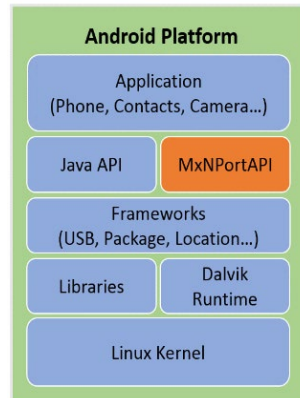 Android Platform
Application
(Phone, Contacts, Camera...)
Java API
MxNPortAPI
Frameworks
(USB, Package, Location...)
Libraries
Dalvik
Runtime
Linux Kernel